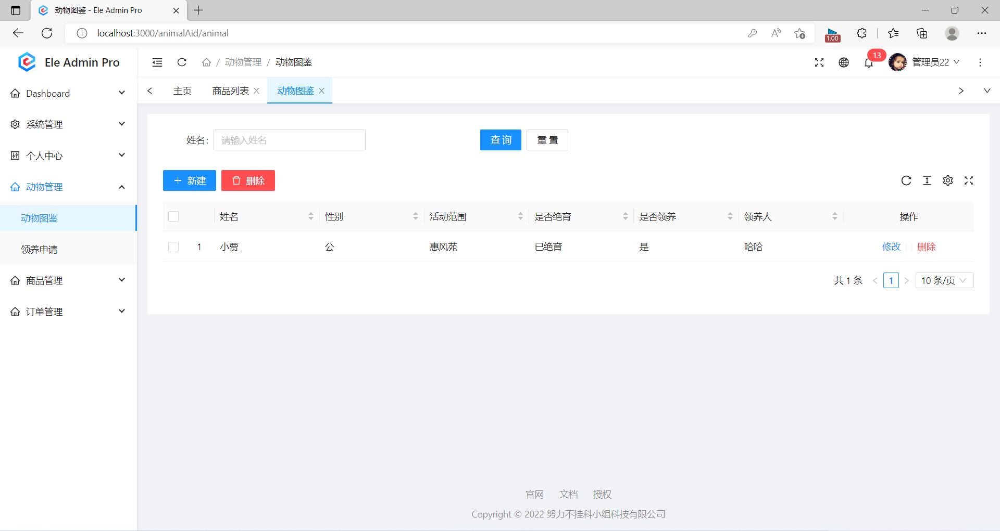 动物图鉴 - Ele Admin Pro
localhost:3000/animalAid/animal
1.00
Ele Admin Pro
动物管理 / 动物图鉴
13
管理员22
主页 商品列表 动物图鉴
Dashboard
系统管理
个人中心
动物管理
动物图鉴
领养申请
商品管理
订单管理
姓名: 请输入姓名 查 询 重 置
新建 删除
姓名 性别 活动范围 是否绝育 是否领养 领养人 操作
1 小贾 公 惠风苑 已绝育 是 哈哈 修改 删除
共 1 条 1 10 条/页
官网 文档 授权
Copyright © 2022 努力不挂科小组科技有限公司